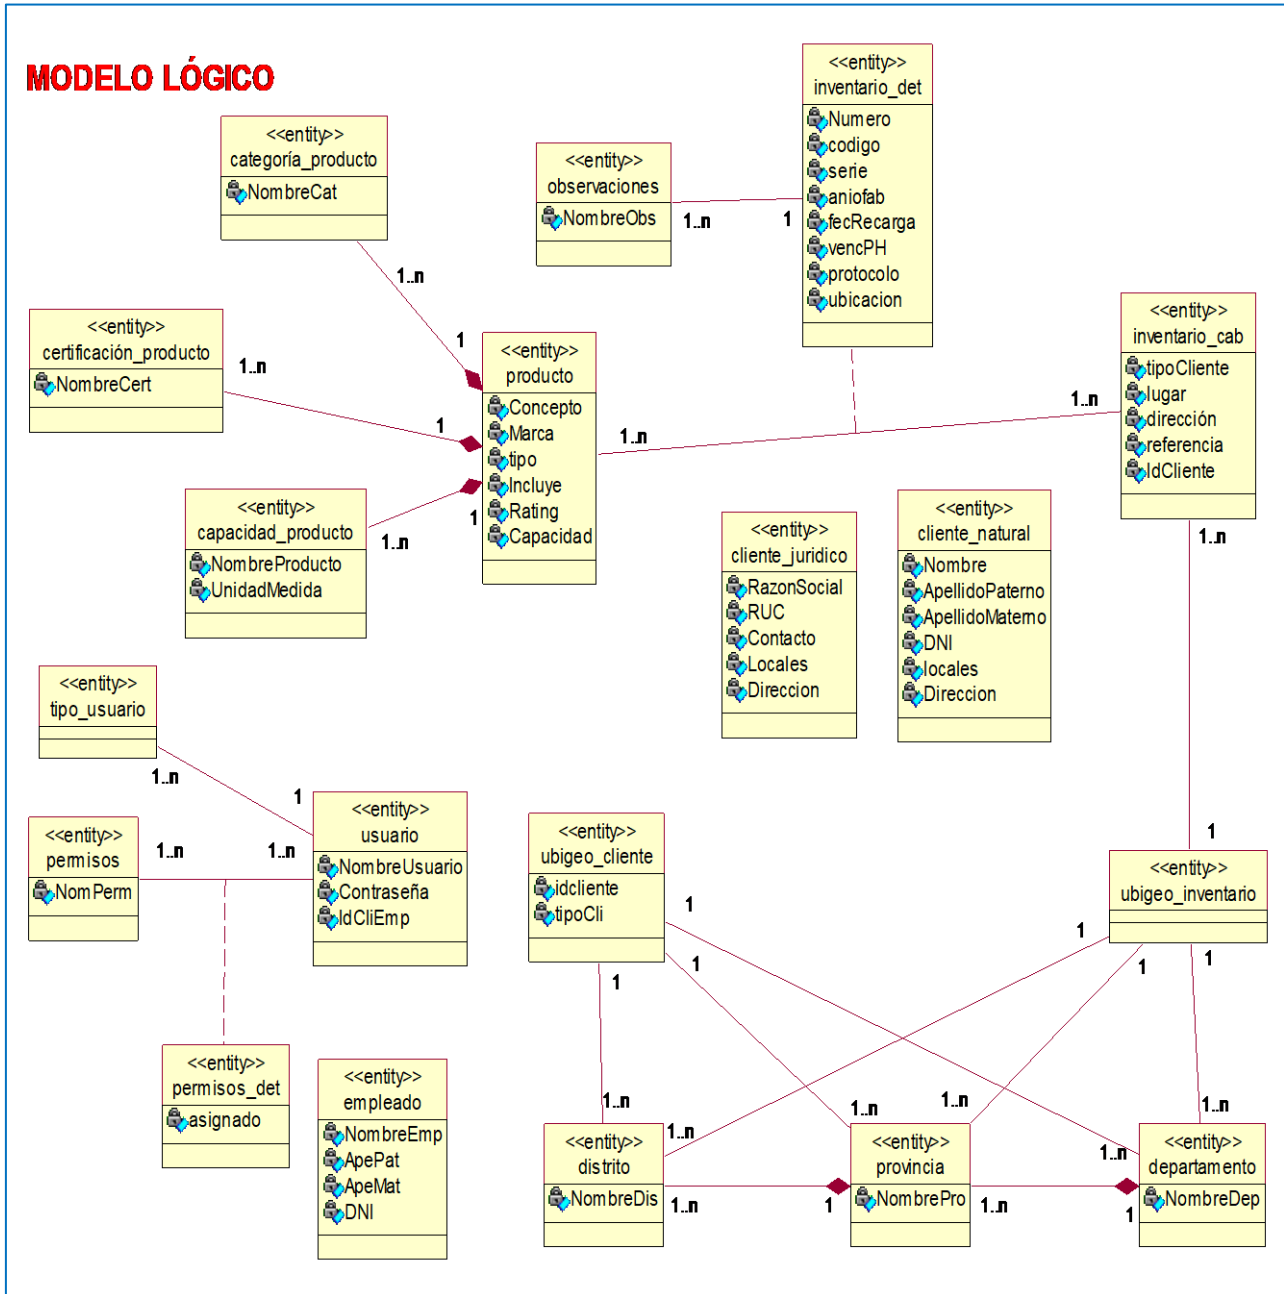 MODELO LÓGICO
<<entity>>
inventario_det
Numero
codigo
serie
aniofab
fecRecarga
vencPH
protocolo
ubicacion
<<entity>>
categoría_producto
NombreCat
<<entity>>
observaciones
NombreObs
1..n
1
1..n
1
<<entity>>
certificación_producto
NombreCert
1..n
1
<<entity>>
producto
Concepto
Marca
tipo
Incluye
Rating
Capacidad
1..n
1..n
<<entity>>
inventario_cab
tipoCliente
lugar
dirección
referencia
IdCliente
1..n
<<entity>>
capacidad_producto
NombreProducto
UnidadMedida
1
1..n
<<entity>>
cliente_juridico
RazonSocial
RUC
Contacto
Locales
Direccion
<<entity>>
cliente_natural
Nombre
ApellidoPaterno
ApellidoMaterno
DNI
locales
Direccion
<<entity>>
tipo_usuario
1..n
1
<<entity>>
permisos
NomPerm
1..n
1..n
<<entity>>
usuario
NombreUsuario
Contraseña
IdCliEmp
<<entity>>
ubigeo_cliente
idcliente
tipoCli
1
1
1
1
<<entity>>
ubigeo_inventario
1
1
1
<<entity>>
permisos_det
asignado
<<entity>>
empleado
NombreEmp
ApePat
ApeMat
DNI
1..n
1..n
1..n
1..n
1..n
1..n
<<entity>>
distrito
NombreDis
1..n
1
<<entity>>
provincia
NombrePro
1..n
1
<<entity>>
departamento
NombreDep